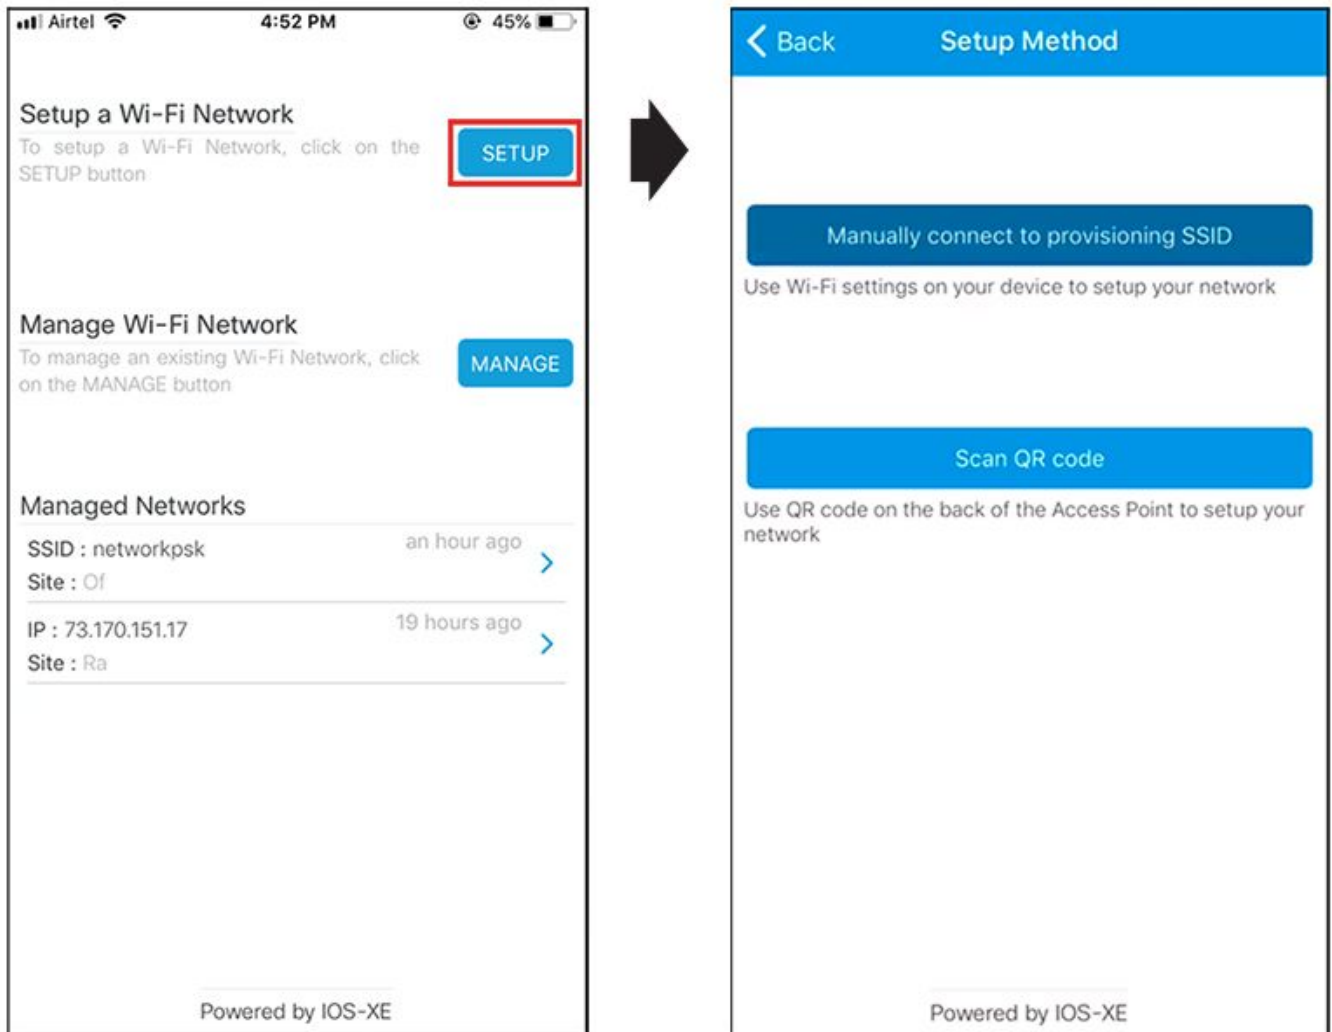 Airtel 4:52 PM 45%
Setup a Wi-Fi Network
To setup a Wi-Fi Network, click on the
SETUP button
SETUP
Manage Wi-Fi Network
To manage an existing Wi-Fi Network, click
on the MANAGE button
MANAGE
Managed Networks
SSID : networkpsk an hour ago
Site : Of
IP : 73.170.151.17 19 hours ago
Site : Ra
Powered by IOS-XE
Back Setup Method
Manually connect to provisioning SSID
Use Wi-Fi settings on your device to setup your network
Scan QR code
Use QR code on the back of the Access Point to setup your
network
Powered by IOS-XE